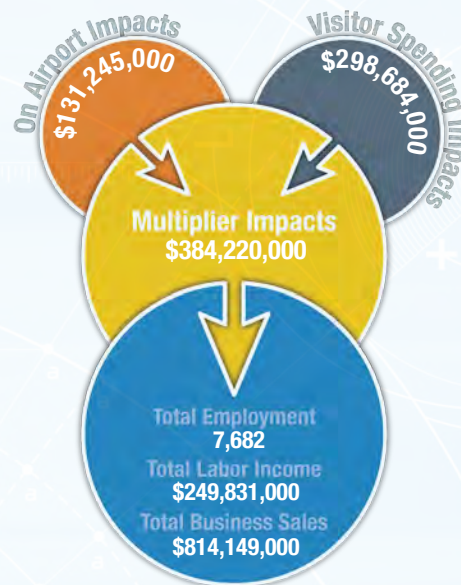 On Airport Impacts
$131,245,000
Visitor Spending Impacts
$298,684,000
Multiplier Impacts
$384,220,000
Total Employment
7,682
Total Labor Income
$249,831,000
Total Business Sales
$814,149,000